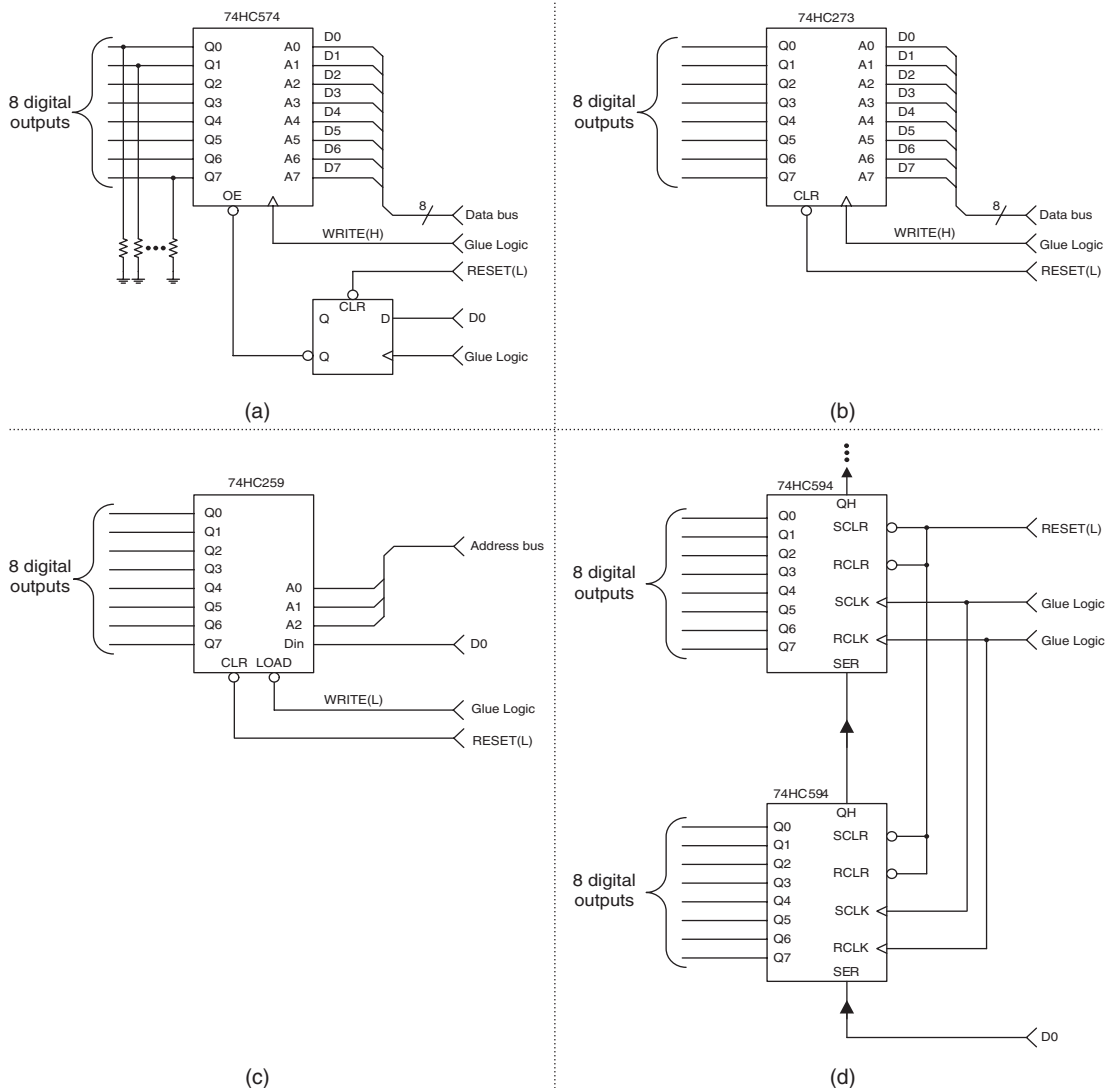 74HC574
Q0 A0 D0
Q1 A1 D1
Q2 A2 D2
Q3 A3 D3
Q4 A4 D4
Q5 A5 D5
Q6 A6 D6
Q7 A7 D7
8 digital
outputs
OE
8
Data bus
WRITE(H)
Glue Logic
RESET(L)
CLR
Q D
D0
Q
Glue Logic
(a)
74HC273
Q0 A0 D0
Q1 A1 D1
Q2 A2 D2
Q3 A3 D3
Q4 A4 D4
Q5 A5 D5
Q6 A6 D6
Q7 A7 D7
8 digital
outputs
CLR
8
Data bus
WRITE(H)
Glue Logic
RESET(L)
(b)
74HC259
Q0
Q1
Q2
Q3
Q4 A0
Q5 A1
Q6 A2
Q7 Din
8 digital
outputs
Address bus
D0
CLR LOAD
WRITE(L)
Glue Logic
RESET(L)
(c)
74HC594
QH
Q0 SCLR
Q1
Q2 RCLR
Q3
Q4 SCLK
Q5
Q6 RCLK
Q7
SER
8 digital
outputs
RESET(L)
Glue Logic
Glue Logic
74HC594
QH
Q0 SCLR
Q1
Q2 RCLR
Q3
Q4 SCLK
Q5
Q6 RCLK
Q7
SER
8 digital
outputs
D0
(d)